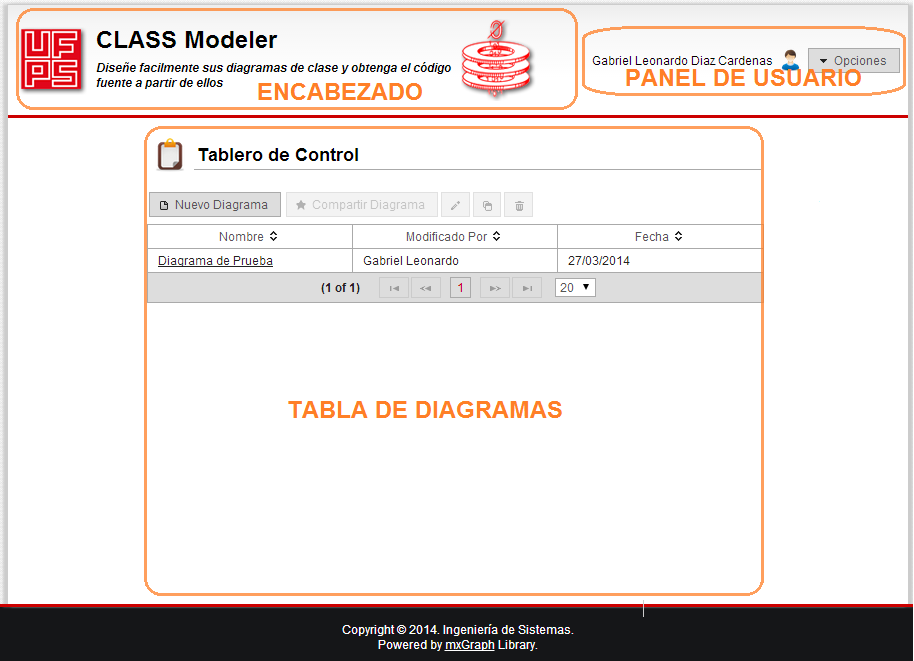 UFPS
CLASS Modeler
Diseñe facilmente sus diagramas de clase y obtenga el código
fuente a partir de ellos
ENCABEZADO
Gabriel Leonardo Diaz Cardenas
Opciones
PANEL DE USUARIO
Tablero de Control
Nuevo Diagrama
Compartir Diagrama
Nombre Modificado Por Fecha
Diagrama de Prueba Gabriel Leonardo 27/03/2014
(1 of 1) 1 20
TABLA DE DIAGRAMAS
Copyright © 2014. Ingeniería de Sistemas.
Powered by mxGraph Library.